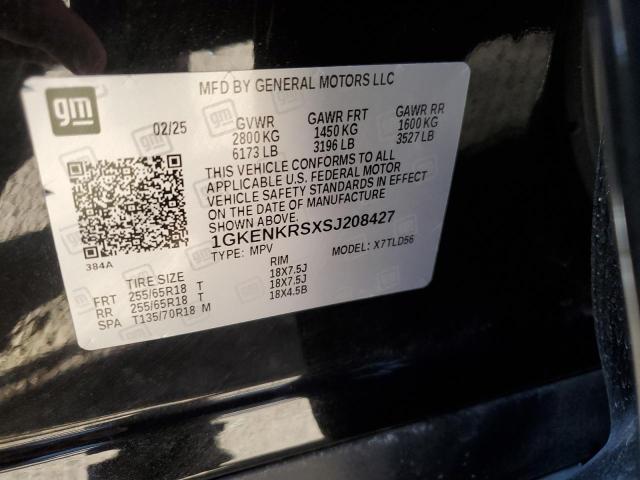 gm
MFD BY GENERAL MOTORS LLC
02/25 GVWR GAWR FRT GAWR RR
2800 KG 1450 KG 1600 KG
6173 LB 3196 LB 3527 LB
THIS VEHICLE CONFORMS TO ALL
APPLICABLE U.S. FEDERAL MOTOR
VEHICLE SAFETY STANDARDS IN EFFECT
ON THE DATE OF MANUFACTURE
SHOWN ABOVE.
1GKENKRSXSJ208427
384A TYPE: MPV MODEL: X7TLD56
TIRE SIZE RIM
FRT 255/65R18 T 18X7.5J
RR 255/65R18 T 18X7.5J
SPA T135/70R18 M 18X4.5B